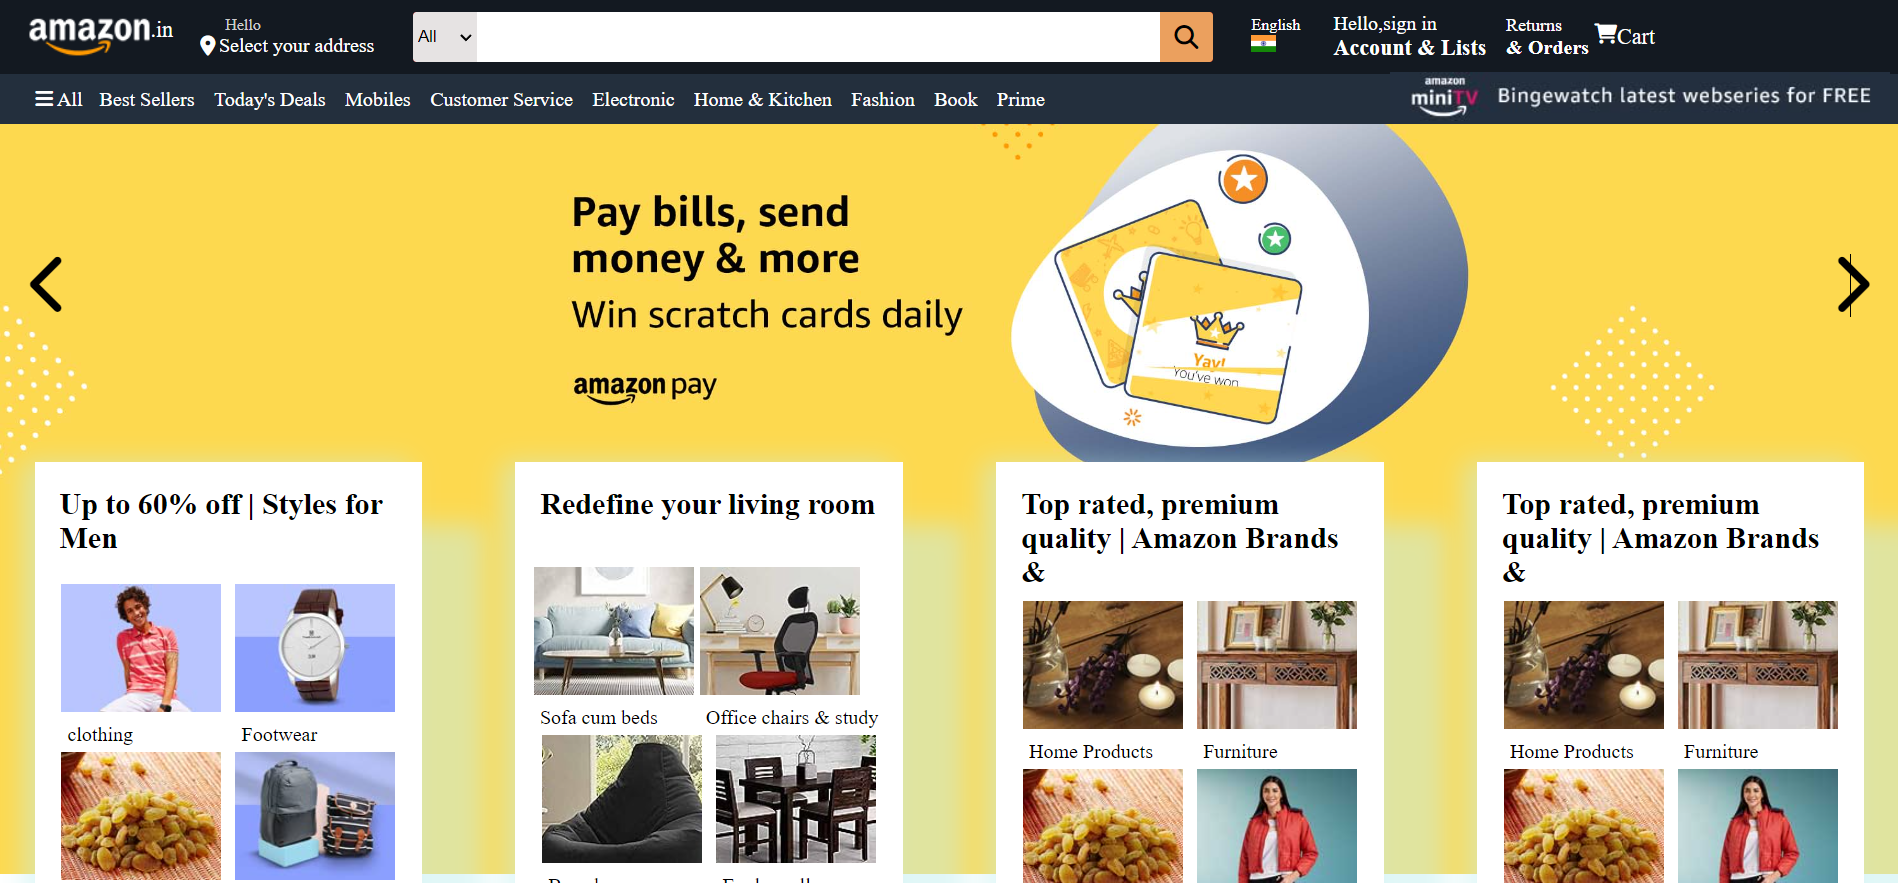 amazon.in
Hello
Select your address
All
English
Hello,sign in
Account & Lists
Returns
& Orders
Cart
All
Best Sellers
Today's Deals
Mobiles
Customer Service
Electronic
Home & Kitchen
Fashion
Book
Prime
amazon
miniTV
Bingewatch latest webseries for FREE
Pay bills, send
money & more
Win scratch cards daily
amazon pay
Yay!
You've won
Up to 60% off | Styles for
Men
clothing
Footwear
Redefine your living room
Sofa cum beds
Office chairs & study
Top rated, premium
quality | Amazon Brands
&
Home Products
Furniture
Top rated, premium
quality | Amazon Brands
&
Home Products
Furniture